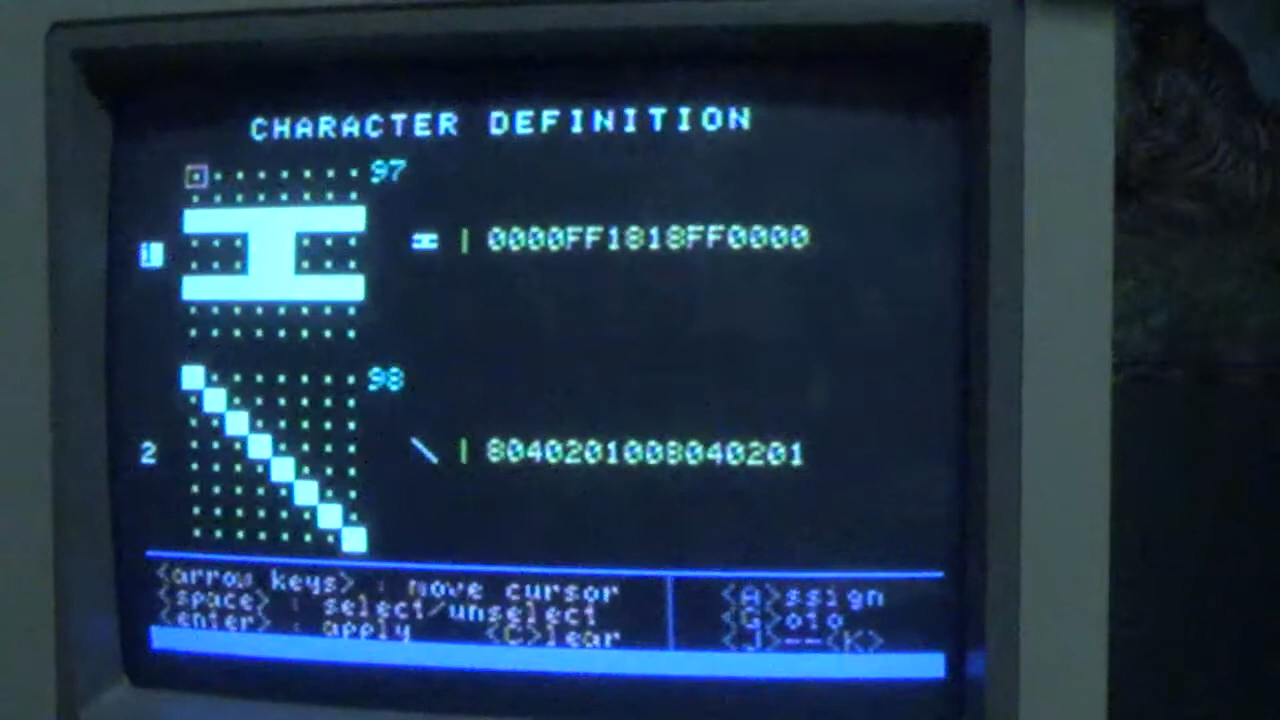 CHARACTER DEFINITION
97
1 | 0000FF1818FF0000
98
2 | 8040201008040201
<arrow keys> : move cursor
<space> : select/unselect
<enter> : apply <C>lear
<A>ssign
<G>oto
<J>--<K>